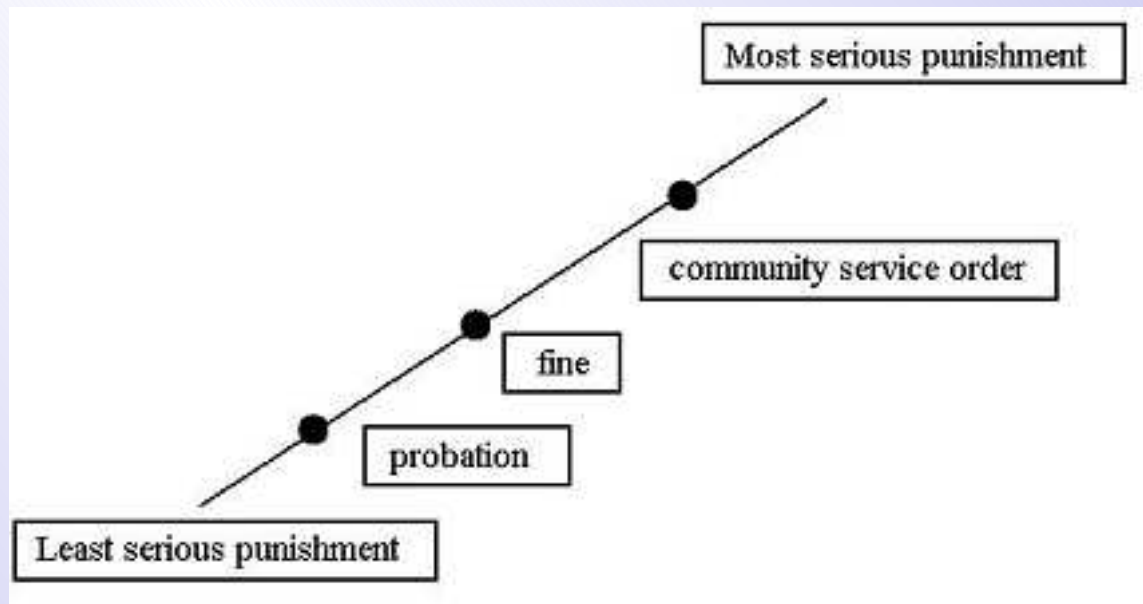 Most serious punishment
community service order
fine
probation
Least serious punishment